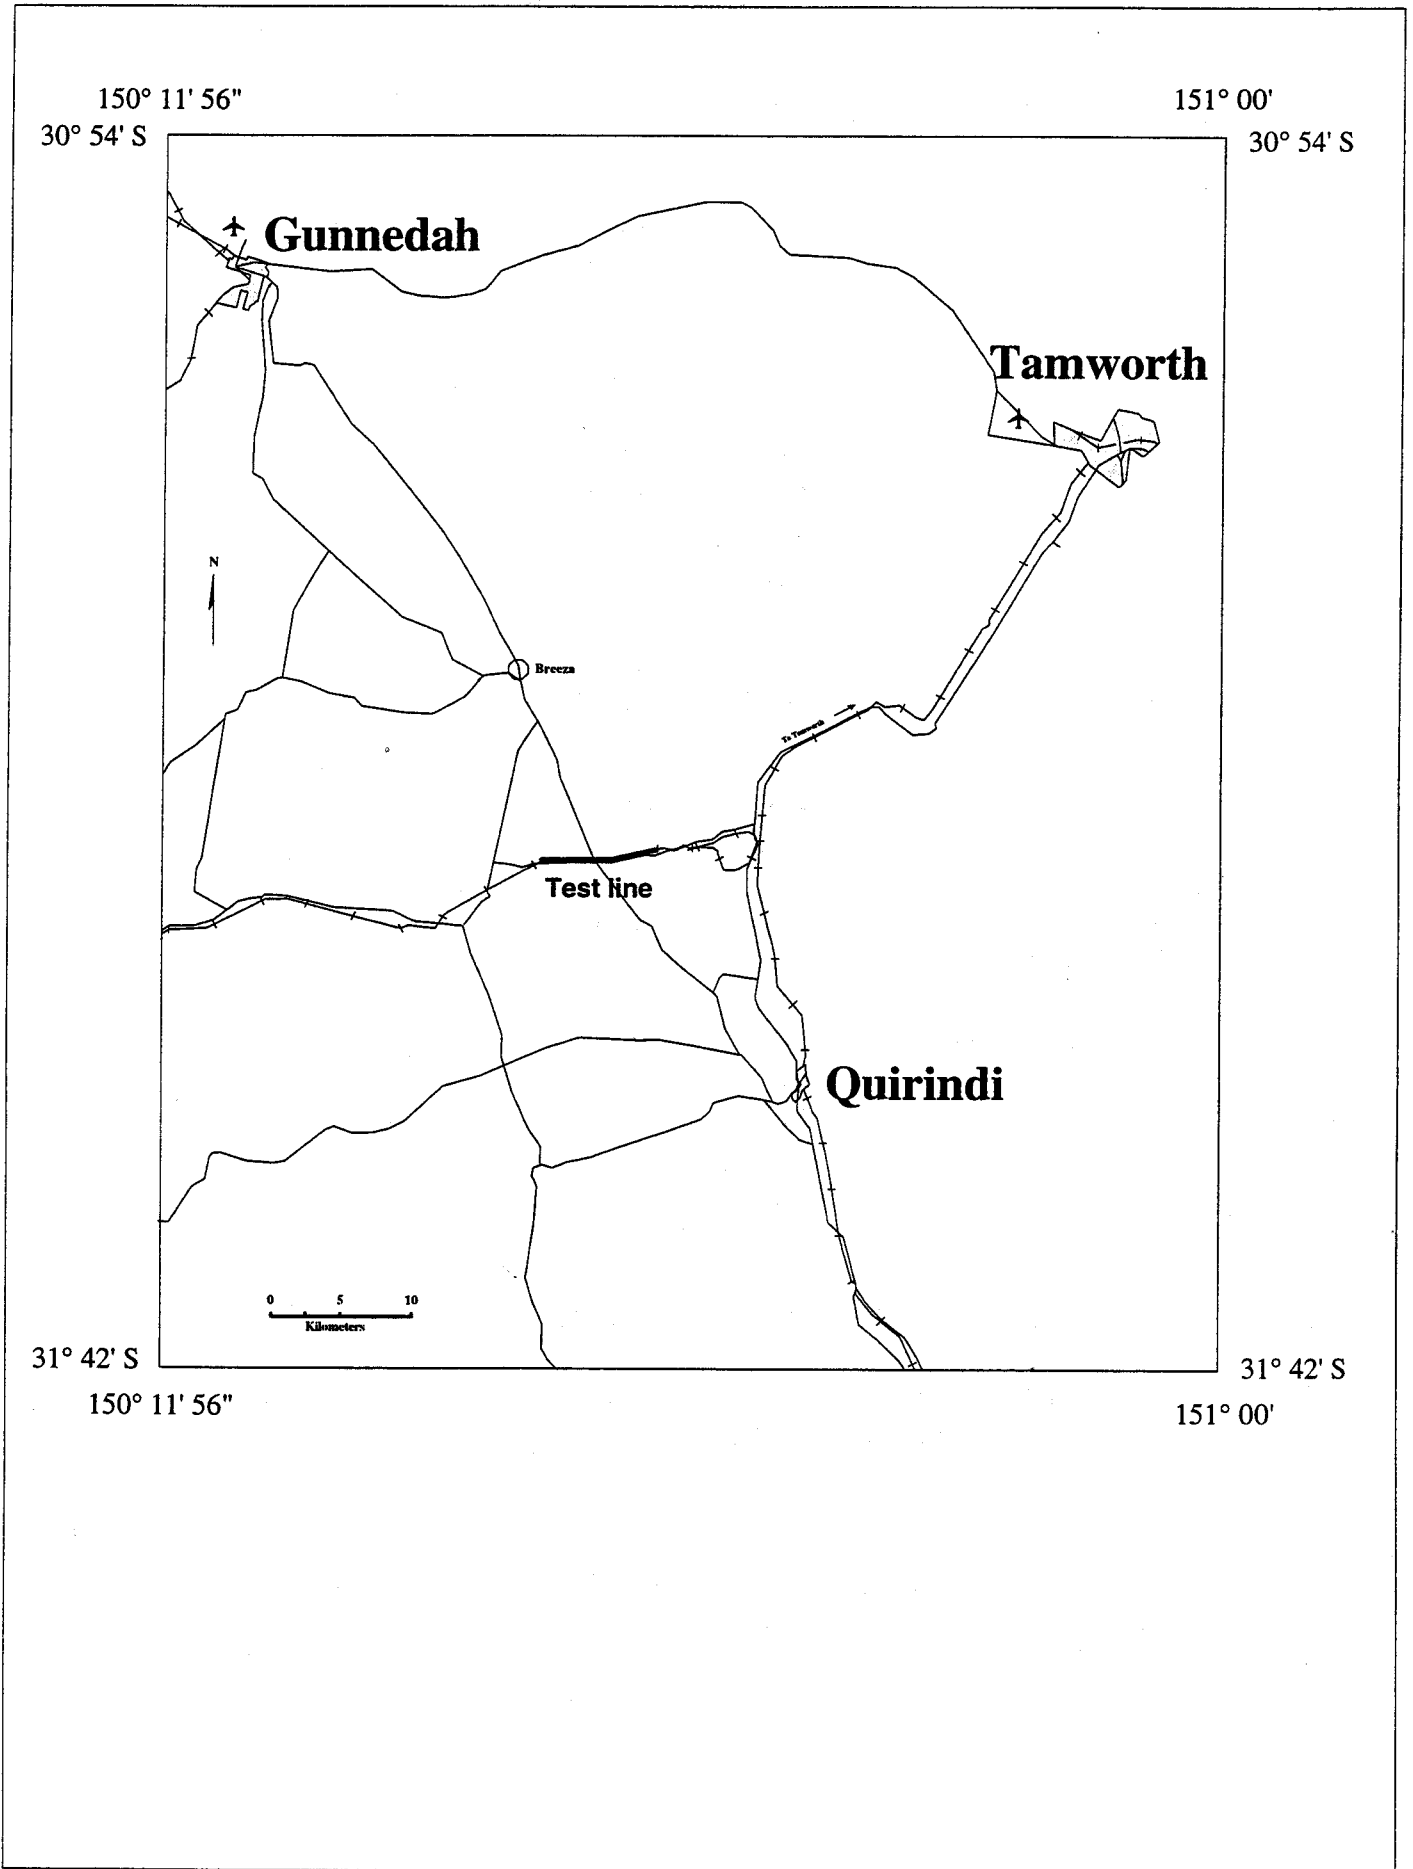 150° 11' 56" 151° 00'
30° 54' S 30° 54' S
Gunnedah
Tamworth
N
Breeza
To Tamworth
Test line
Quirindi
0 5 10
Kilometers
31° 42' S 31° 42' S
150° 11' 56" 151° 00'